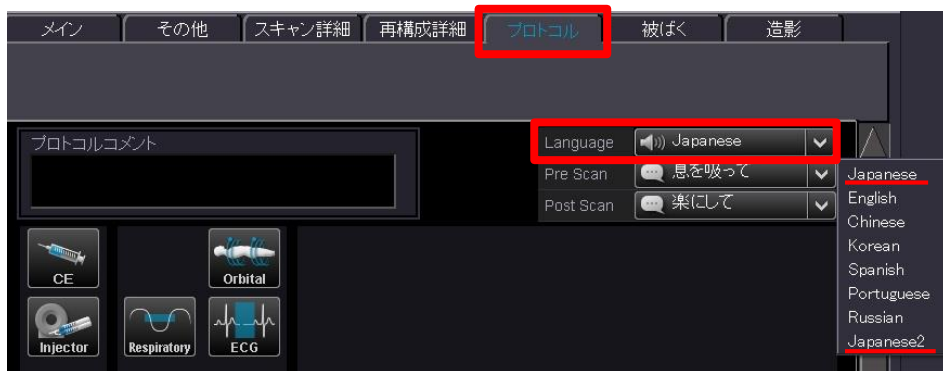 メイン その他 スキャン詳細 再構成詳細 プロトコル 被ばく 造影
プロトコルコメント
Language Japanese
Pre Scan 息を吸って
Post Scan 楽にして
Japanese
English
Chinese
Korean
Spanish
Portuguese
Russian
Japanese2
CE Orbital
Injector Respiratory ECG